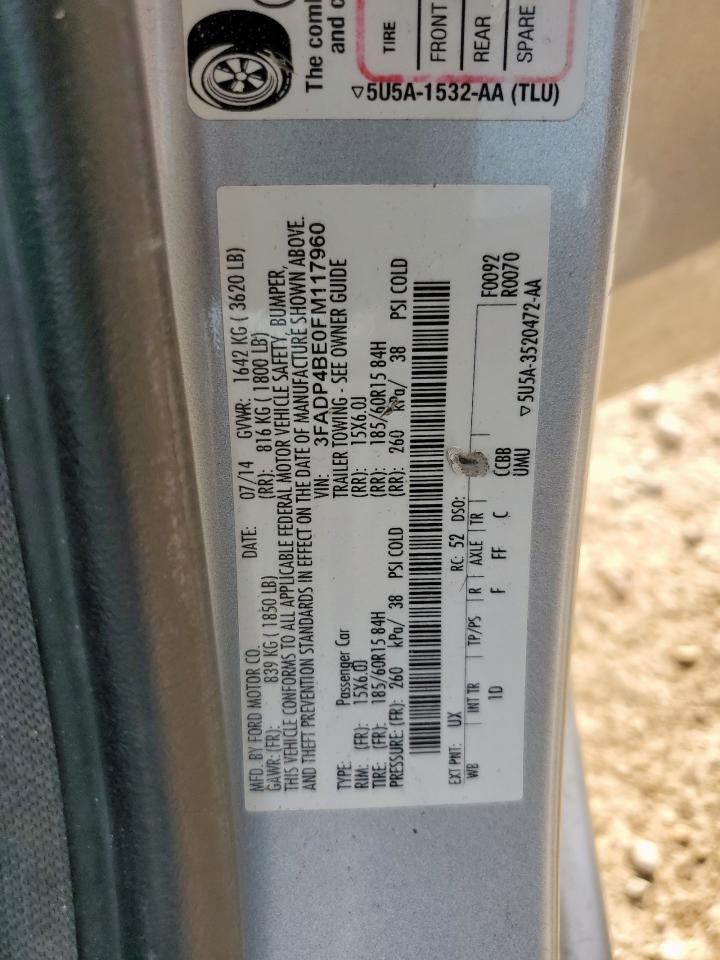 The comb
and c
TIRE
FRONT
REAR
SPARE
▽5U5A-1532-AA (TLU)
MFD. BY FORD MOTOR CO. DATE: 07/14 GVWR: 1642 KG ( 3620 LB)
GAWR: (FR): 839 KG ( 1850 LB) (RR): 816 KG ( 1800 LB)
THIS VEHICLE CONFORMS TO ALL APPLICABLE FEDERAL MOTOR VEHICLE SAFETY, BUMPER,
AND THEFT PREVENTION STANDARDS IN EFFECT ON THE DATE OF MANUFACTURE SHOWN ABOVE.
VIN: 3FADP4BE0FM117960
TYPE: Passenger Car TRAILER TOWING - SEE OWNER GUIDE
RIM: (FR): 15X6.0J (RR): 15X6.0J
TIRE: (FR): 185/60R15 84H (RR): 185/60R15 84H
PRESSURE: (FR): 260 kPa/ 38 PSI COLD (RR): 260 kPa/ 38 PSI COLD
EXT PNT: UX RC: 52 DSO:
WB INT TR TP/PS R AXLE TR
1D F FF C CCBB
UMU
F0092
R0070
▽5U5A-3520472-AA